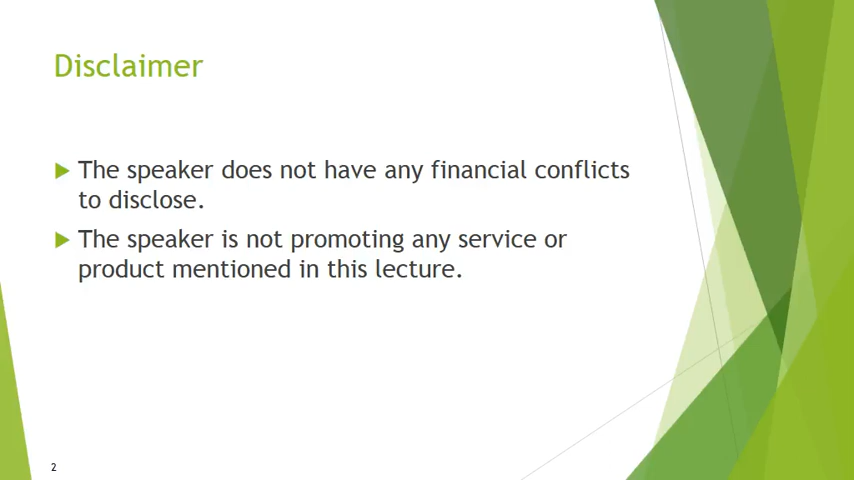 Disclaimer
The speaker does not have any financial conflicts
to disclose.
The speaker is not promoting any service or
product mentioned in this lecture.
2